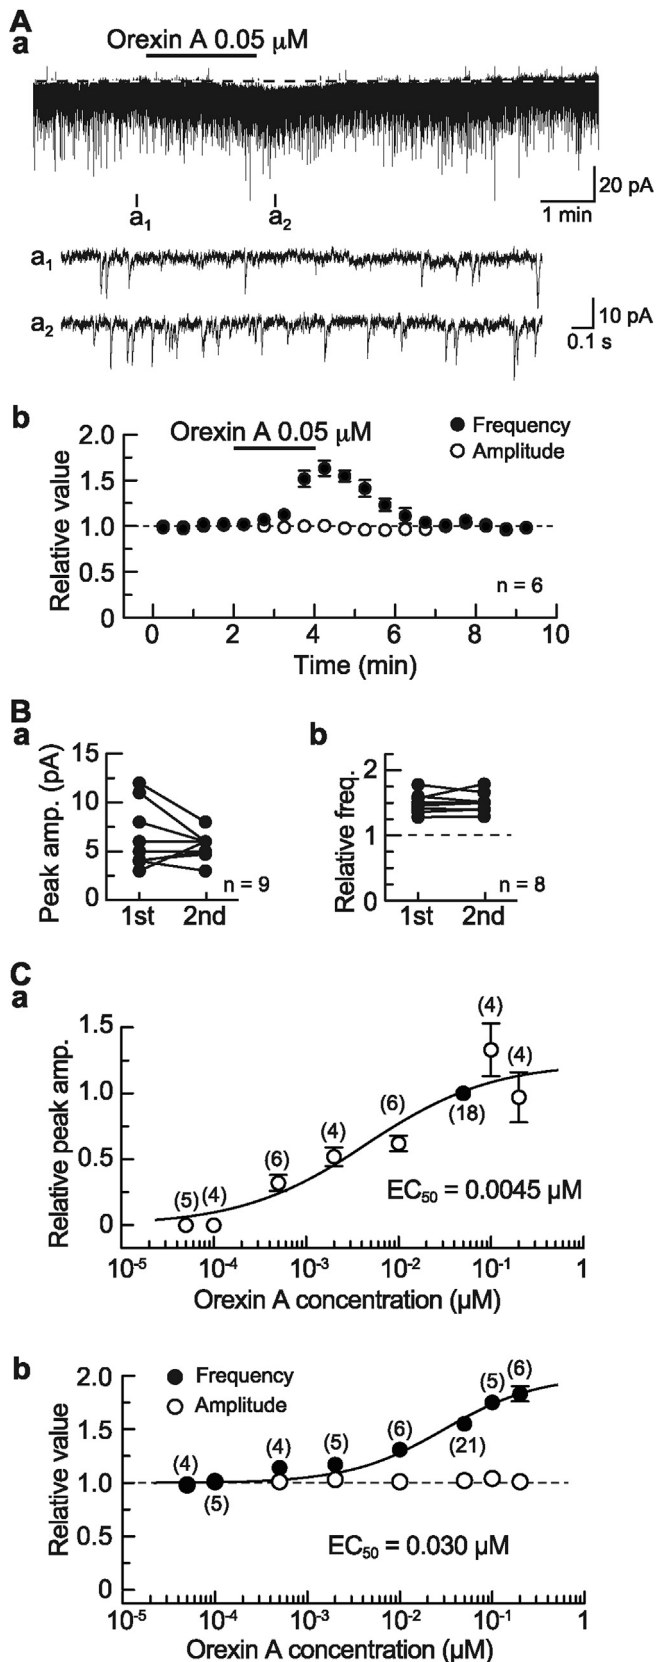 A
a
Orexin A 0.05 μM
20 pA
1 min
a1
a2
a1
a2
10 pA
0.1 s
b
Orexin A 0.05 μM
Frequency
Amplitude
2.0
1.5
1.0
0.5
0
Relative value
n = 6
0 2 4 6 8 10
Time (min)
B
a
15
10
5
0
Peak amp. (pA)
n = 9
1st 2nd
b
2
1
0
Relative freq.
n = 8
1st 2nd
C
a
1.5
1.0
0.5
0
Relative peak amp.
(5)
(4)
(6)
(4)
(6)
(18)
(4)
(4)
EC50 = 0.0045 μM
10-5 10-4 10-3 10-2 10-1 1
Orexin A concentration (μM)
b
2.0
1.5
1.0
0.5
0
Relative value
Frequency
Amplitude
(4)
(5)
(4)
(5)
(6)
(21)
(5)
(6)
EC50 = 0.030 μM
10-5 10-4 10-3 10-2 10-1 1
Orexin A concentration (μM)